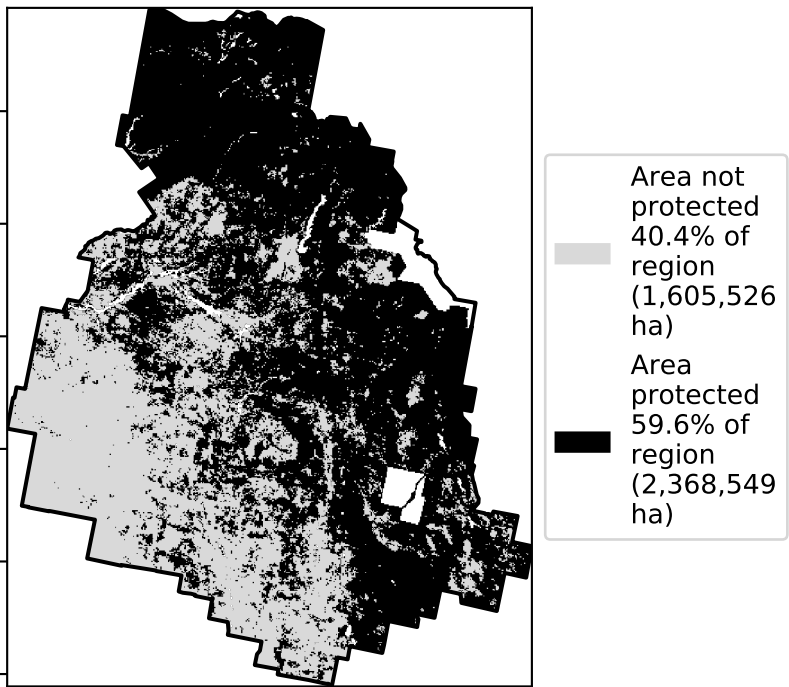 Area not
protected
40.4% of
region
(1,605,526
ha)
Area
protected
59.6% of
region
(2,368,549
ha)